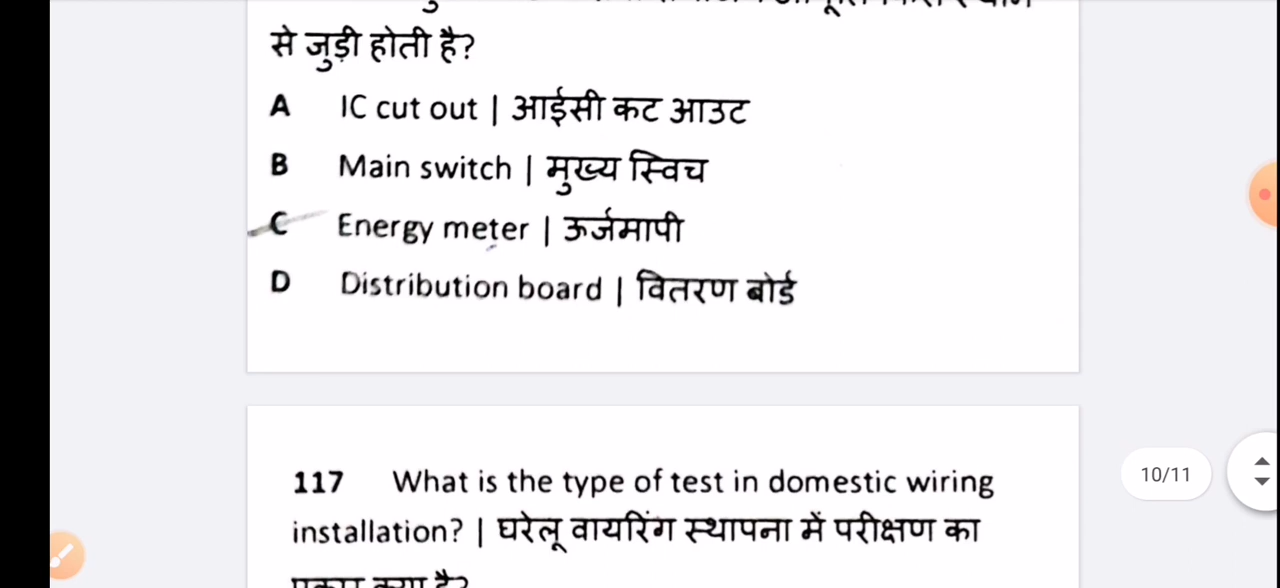 से जुड़ी होती है?
A IC cut out | आईसी कट आउट
B Main switch | मुख्य स्विच
C Energy meter | ऊर्जमापी
D Distribution board | वितरण बोर्ड
117 What is the type of test in domestic wiring
installation? | घरेलू वायरिंग स्थापना में परीक्षण का
10/11